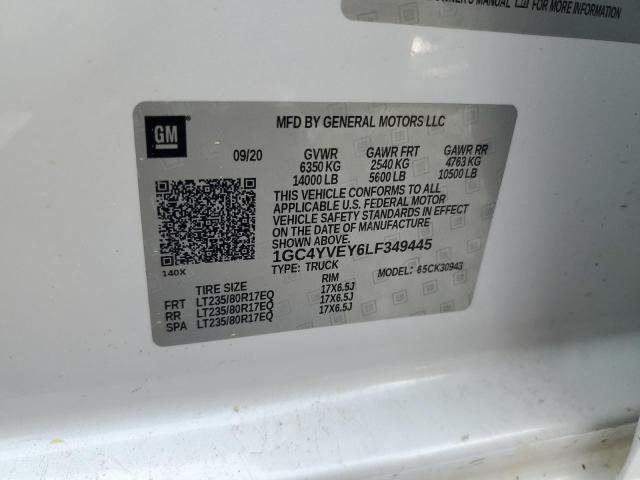 OWNER'S MANUAL FOR MORE INFORMATION
GM
MFD BY GENERAL MOTORS LLC
09/20 GVWR GAWR FRT GAWR RR
6350 KG 2540 KG 4763 KG
14000 LB 5600 LB 10500 LB
THIS VEHICLE CONFORMS TO ALL
APPLICABLE U.S. FEDERAL MOTOR
VEHICLE SAFETY STANDARDS IN EFFECT
ON THE DATE OF MANUFACTURE
SHOWN ABOVE.
1GC4YVEY6LF349445
TYPE: TRUCK MODEL: 65CK30943
140X
TIRE SIZE RIM
FRT LT235/80R17EQ 17X6.5J
RR LT235/80R17EQ 17X6.5J
SPA LT235/80R17EQ 17X6.5J